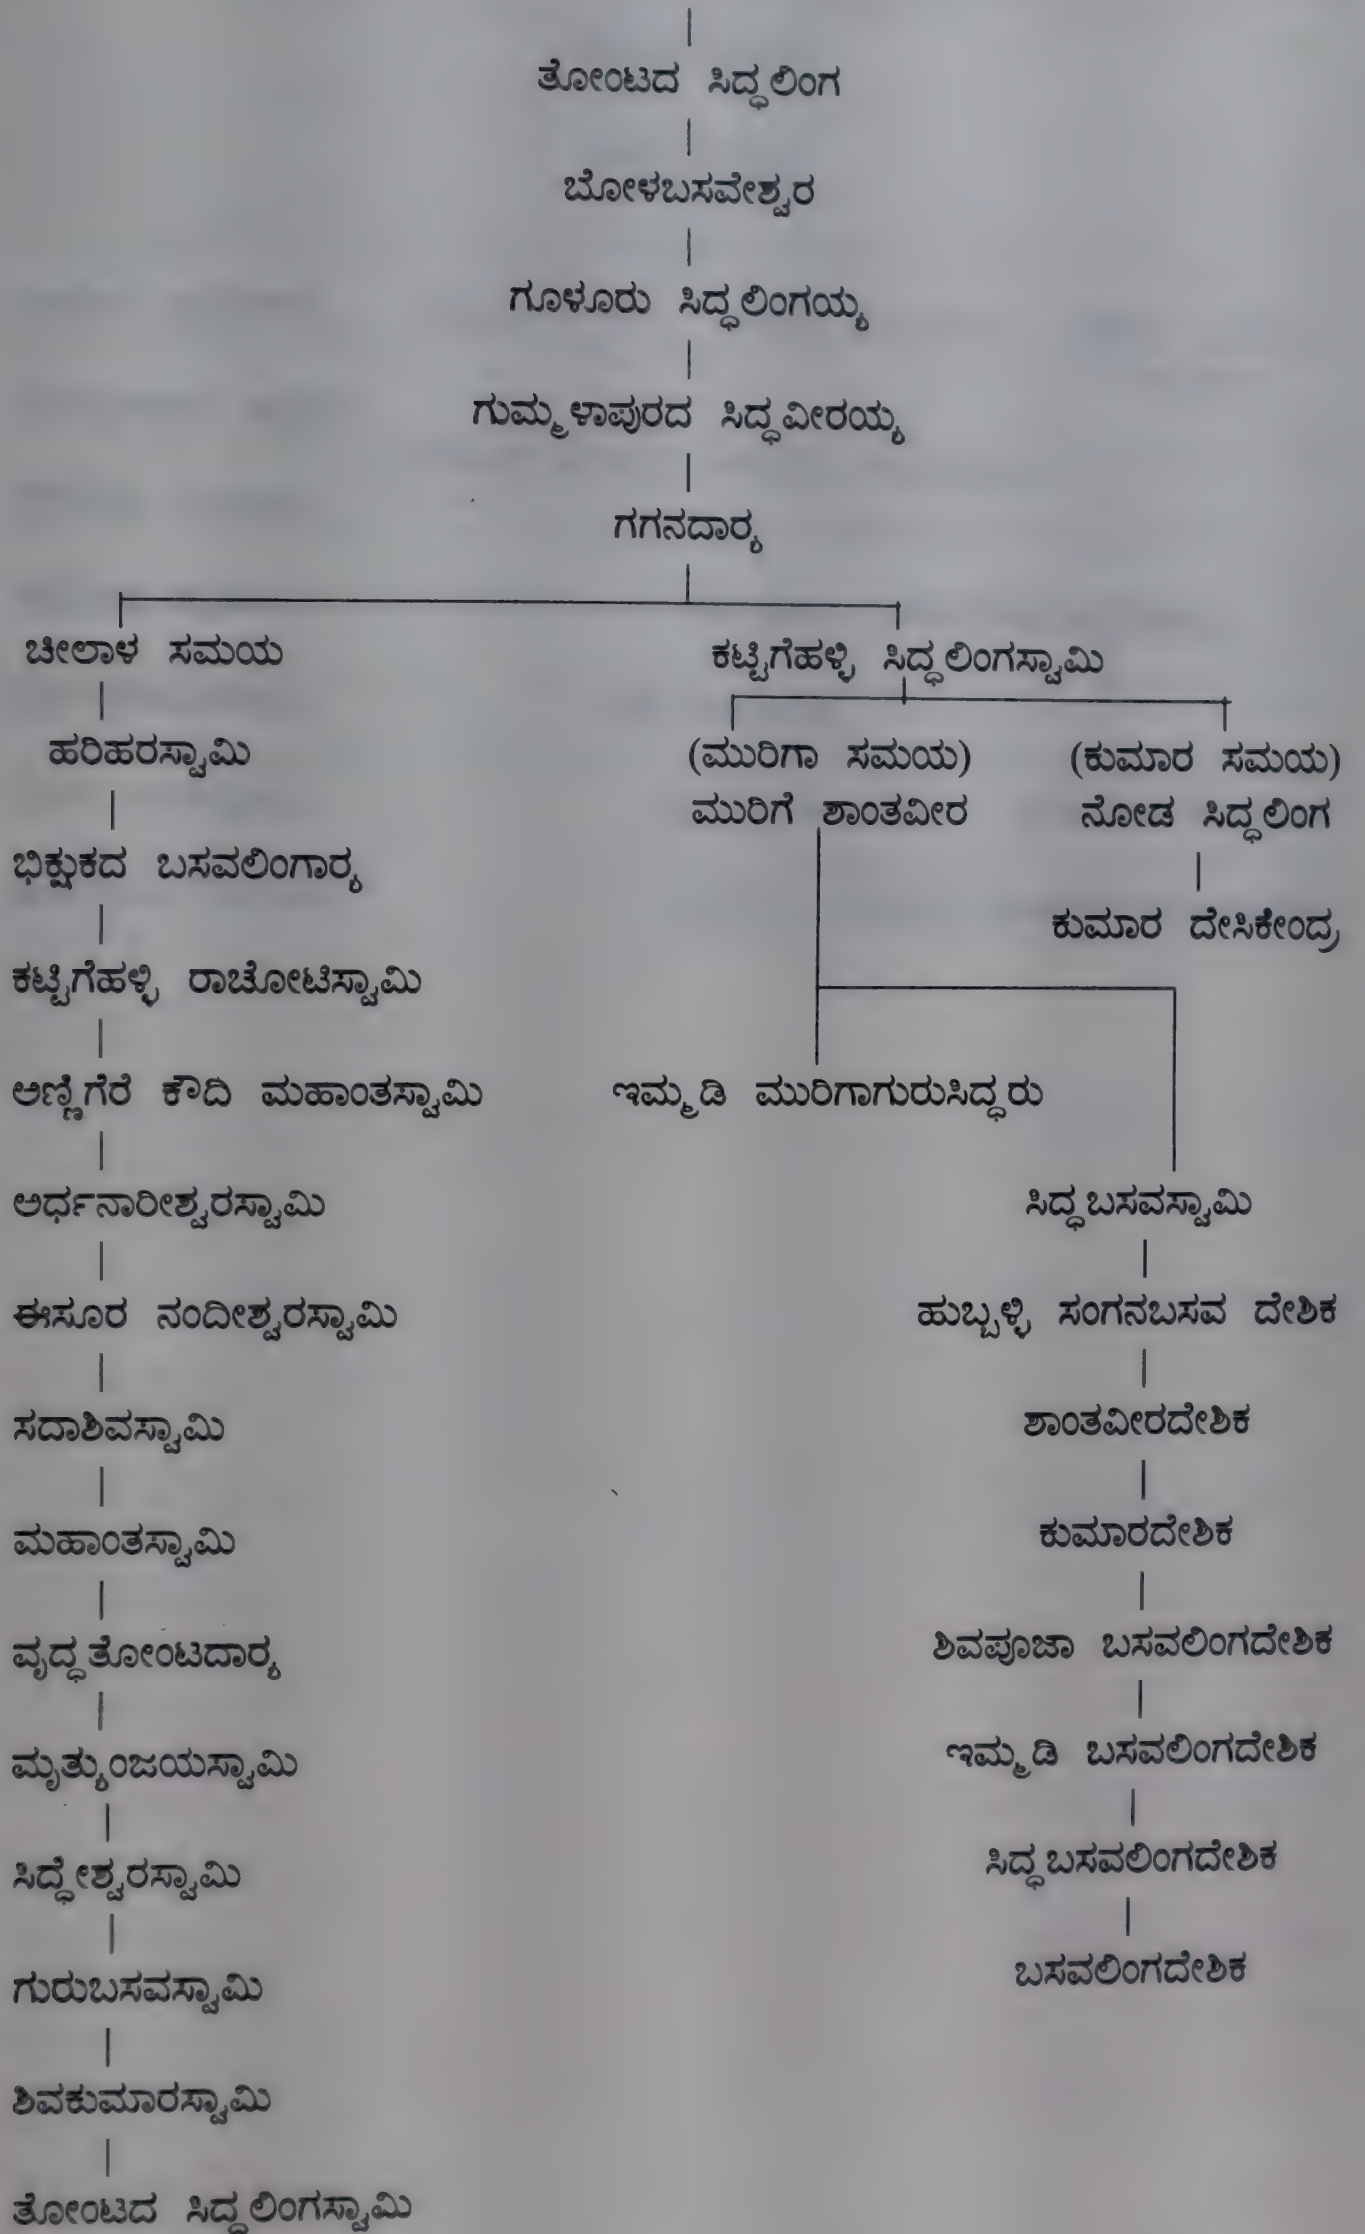 ತೋಂಟದ ಸಿದ್ಧಲಿಂಗ
ಬೋಳಬಸವೇಶ್ವರ
ಗೂಳೂರು ಸಿದ್ಧಲಿಂಗಯ್ಯ
ಗುಮ್ಮಳಾಪುರದ ಸಿದ್ಧವೀರಯ್ಯ
ಗಗನದಾರ‍್ಯ
ಚೀಲಾಳ ಸಮಯ
ಹರಿಹರಸ್ವಾಮಿ
ಭಿಕ್ಷುಕದ ಬಸವಲಿಂಗಾರ‍್ಯ
ಕಟ್ಟಿಗೆಹಳ್ಳಿ ರಾಚೋಟಿಸ್ವಾಮಿ
ಅಣ್ಣಿಗೆರೆ ಕೌದಿ ಮಹಾಂತಸ್ವಾಮಿ
ಅರ್ಧನಾರೀಶ್ವರಸ್ವಾಮಿ
ಈಸೂರ ನಂದೀಶ್ವರಸ್ವಾಮಿ
ಸದಾಶಿವಸ್ವಾಮಿ
ಮಹಾಂತಸ್ವಾಮಿ
ವೃದ್ಧತೋಂಟದಾರ‍್ಯ
ಮೃತ್ಯುಂಜಯಸ್ವಾಮಿ
ಸಿದ್ಧೇಶ್ವರಸ್ವಾಮಿ
ಗುರುಬಸವಸ್ವಾಮಿ
ಶಿವಕುಮಾರಸ್ವಾಮಿ
ತೋಂಟದ ಸಿದ್ಧಲಿಂಗಸ್ವಾಮಿ
ಕಟ್ಟಿಗೆಹಳ್ಳಿ ಸಿದ್ಧಲಿಂಗಸ್ವಾಮಿ
(ಮುರಿಗಾ ಸಮಯ)
ಮುರಿಗೆ ಶಾಂತವೀರ
(ಕುಮಾರ ಸಮಯ)
ನೋಡ ಸಿದ್ಧಲಿಂಗ
ಕುಮಾರ ದೇಸಿಕೇಂದ್ರ
ಇಮ್ಮಡಿ ಮುರಿಗಾಗುರುಸಿದ್ಧರು
ಸಿದ್ಧಬಸವಸ್ವಾಮಿ
ಹುಬ್ಬಳ್ಳಿ ಸಂಗನಬಸವ ದೇಶಿಕ
ಶಾಂತವೀರದೇಶಿಕ
ಕುಮಾರದೇಶಿಕ
ಶಿವಪೂಜಾ ಬಸವಲಿಂಗದೇಶಿಕ
ಇಮ್ಮಡಿ ಬಸವಲಿಂಗದೇಶಿಕ
ಸಿದ್ಧಬಸವಲಿಂಗದೇಶಿಕ
ಬಸವಲಿಂಗದೇಶಿಕ